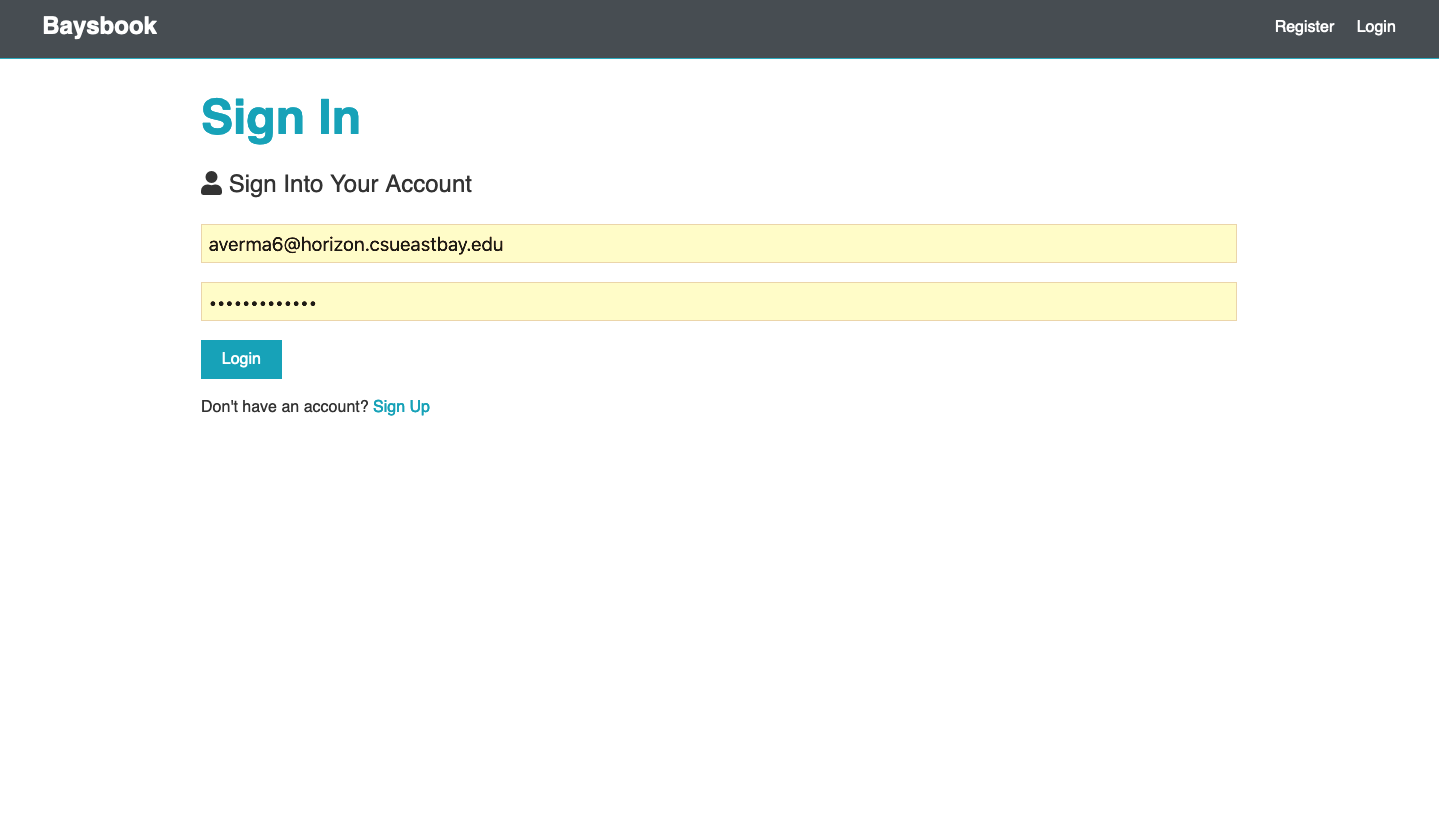 Baysbook
Register Login
Sign In
Sign Into Your Account
averma6@horizon.csueastbay.edu
•••••••••••••
Login
Don't have an account? Sign Up